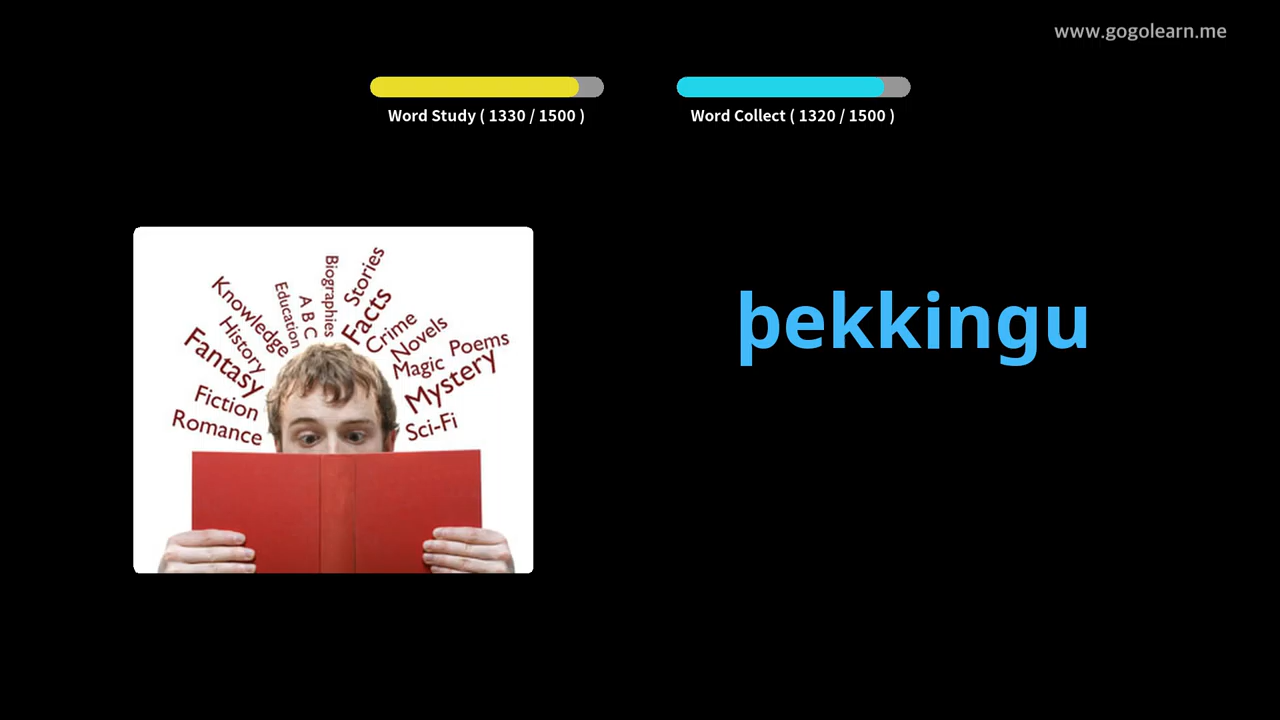 www.gogolearn.me
Word Study ( 1330 / 1500 )
Word Collect ( 1320 / 1500 )
Biographies
Stories
Education
A B C
Facts
Knowledge
Crime
History
Novels
Poems
Fantasy
Magic
Mystery
Fiction
Romance
Sci-Fi
þekkingu